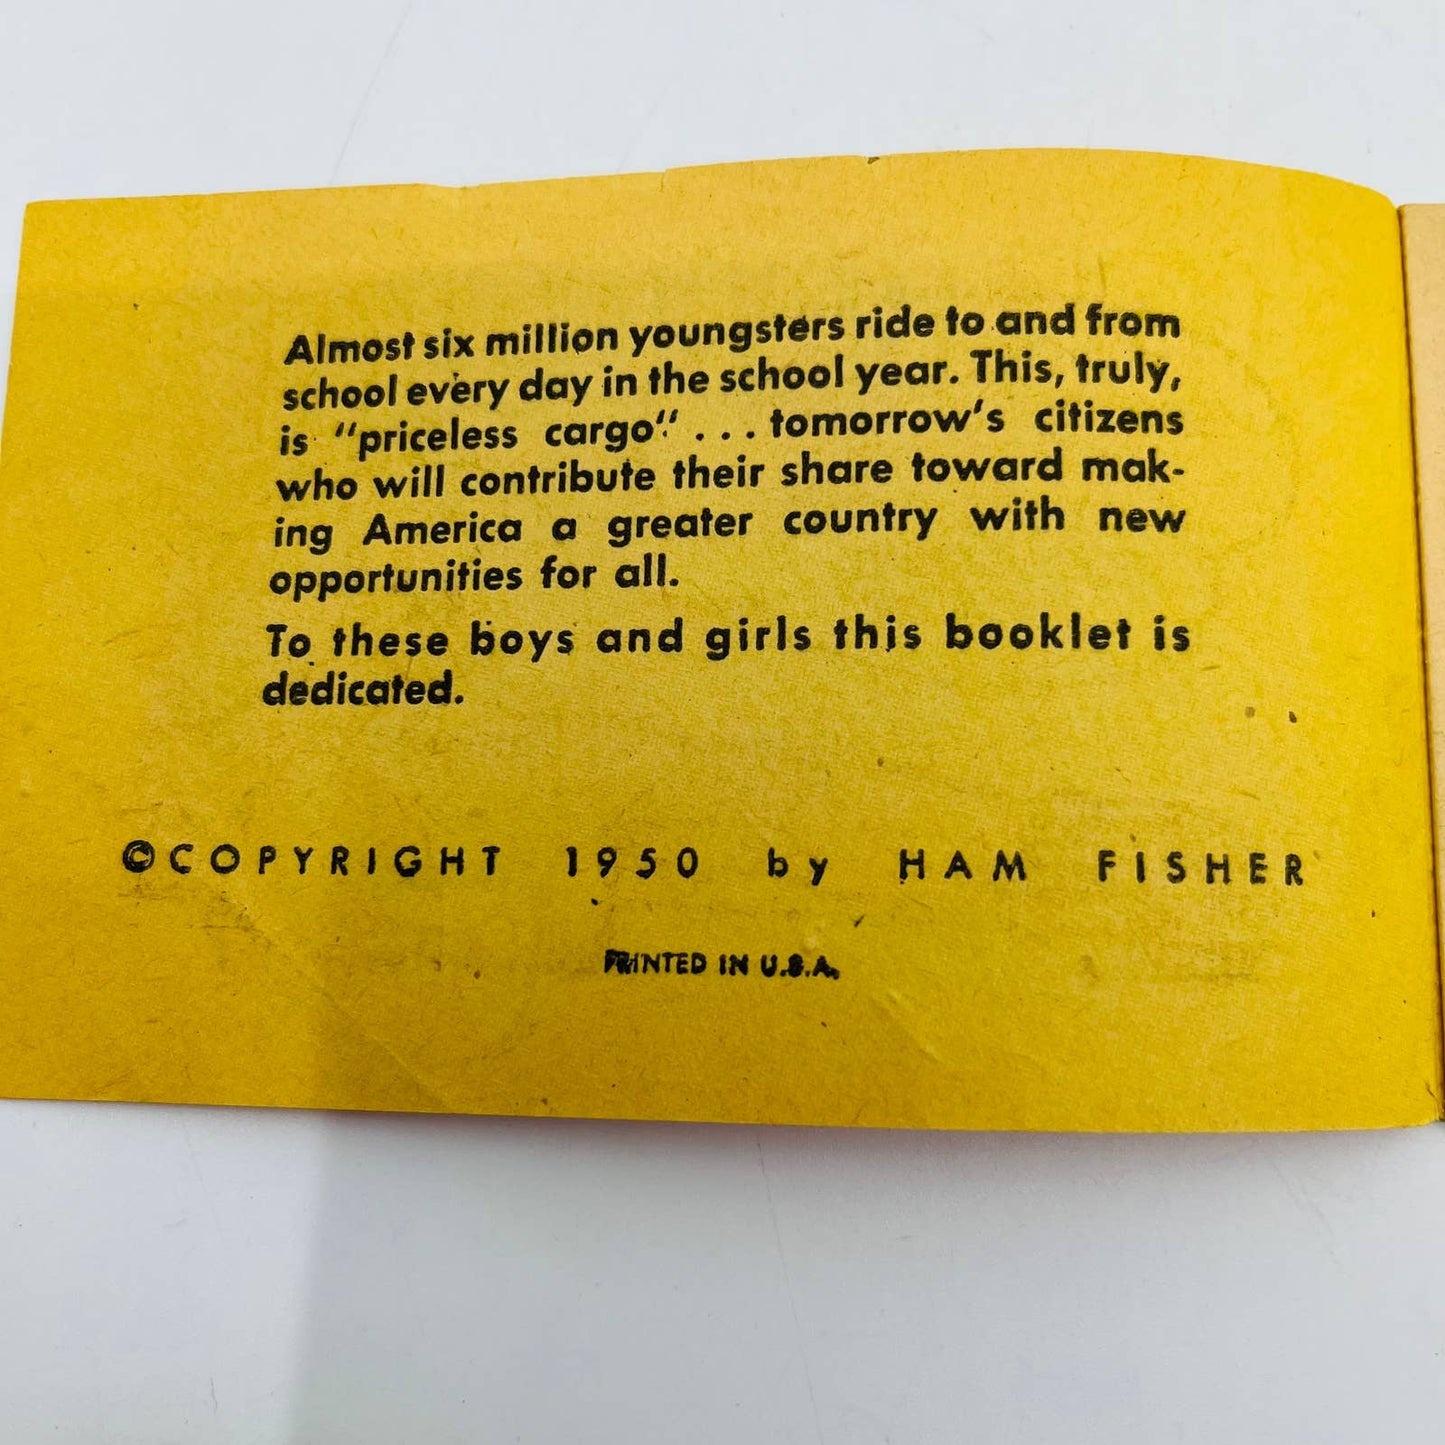 Almost six million youngsters ride to and from
school every day in the school year. This, truly,
is "priceless cargo" . . . tomorrow's citizens
who will contribute their share toward mak-
ing America a greater country with new
opportunities for all.
To these boys and girls this booklet is
dedicated.
©COPYRIGHT 1950 by HAM FISHER
PRINTED IN U.S.A.